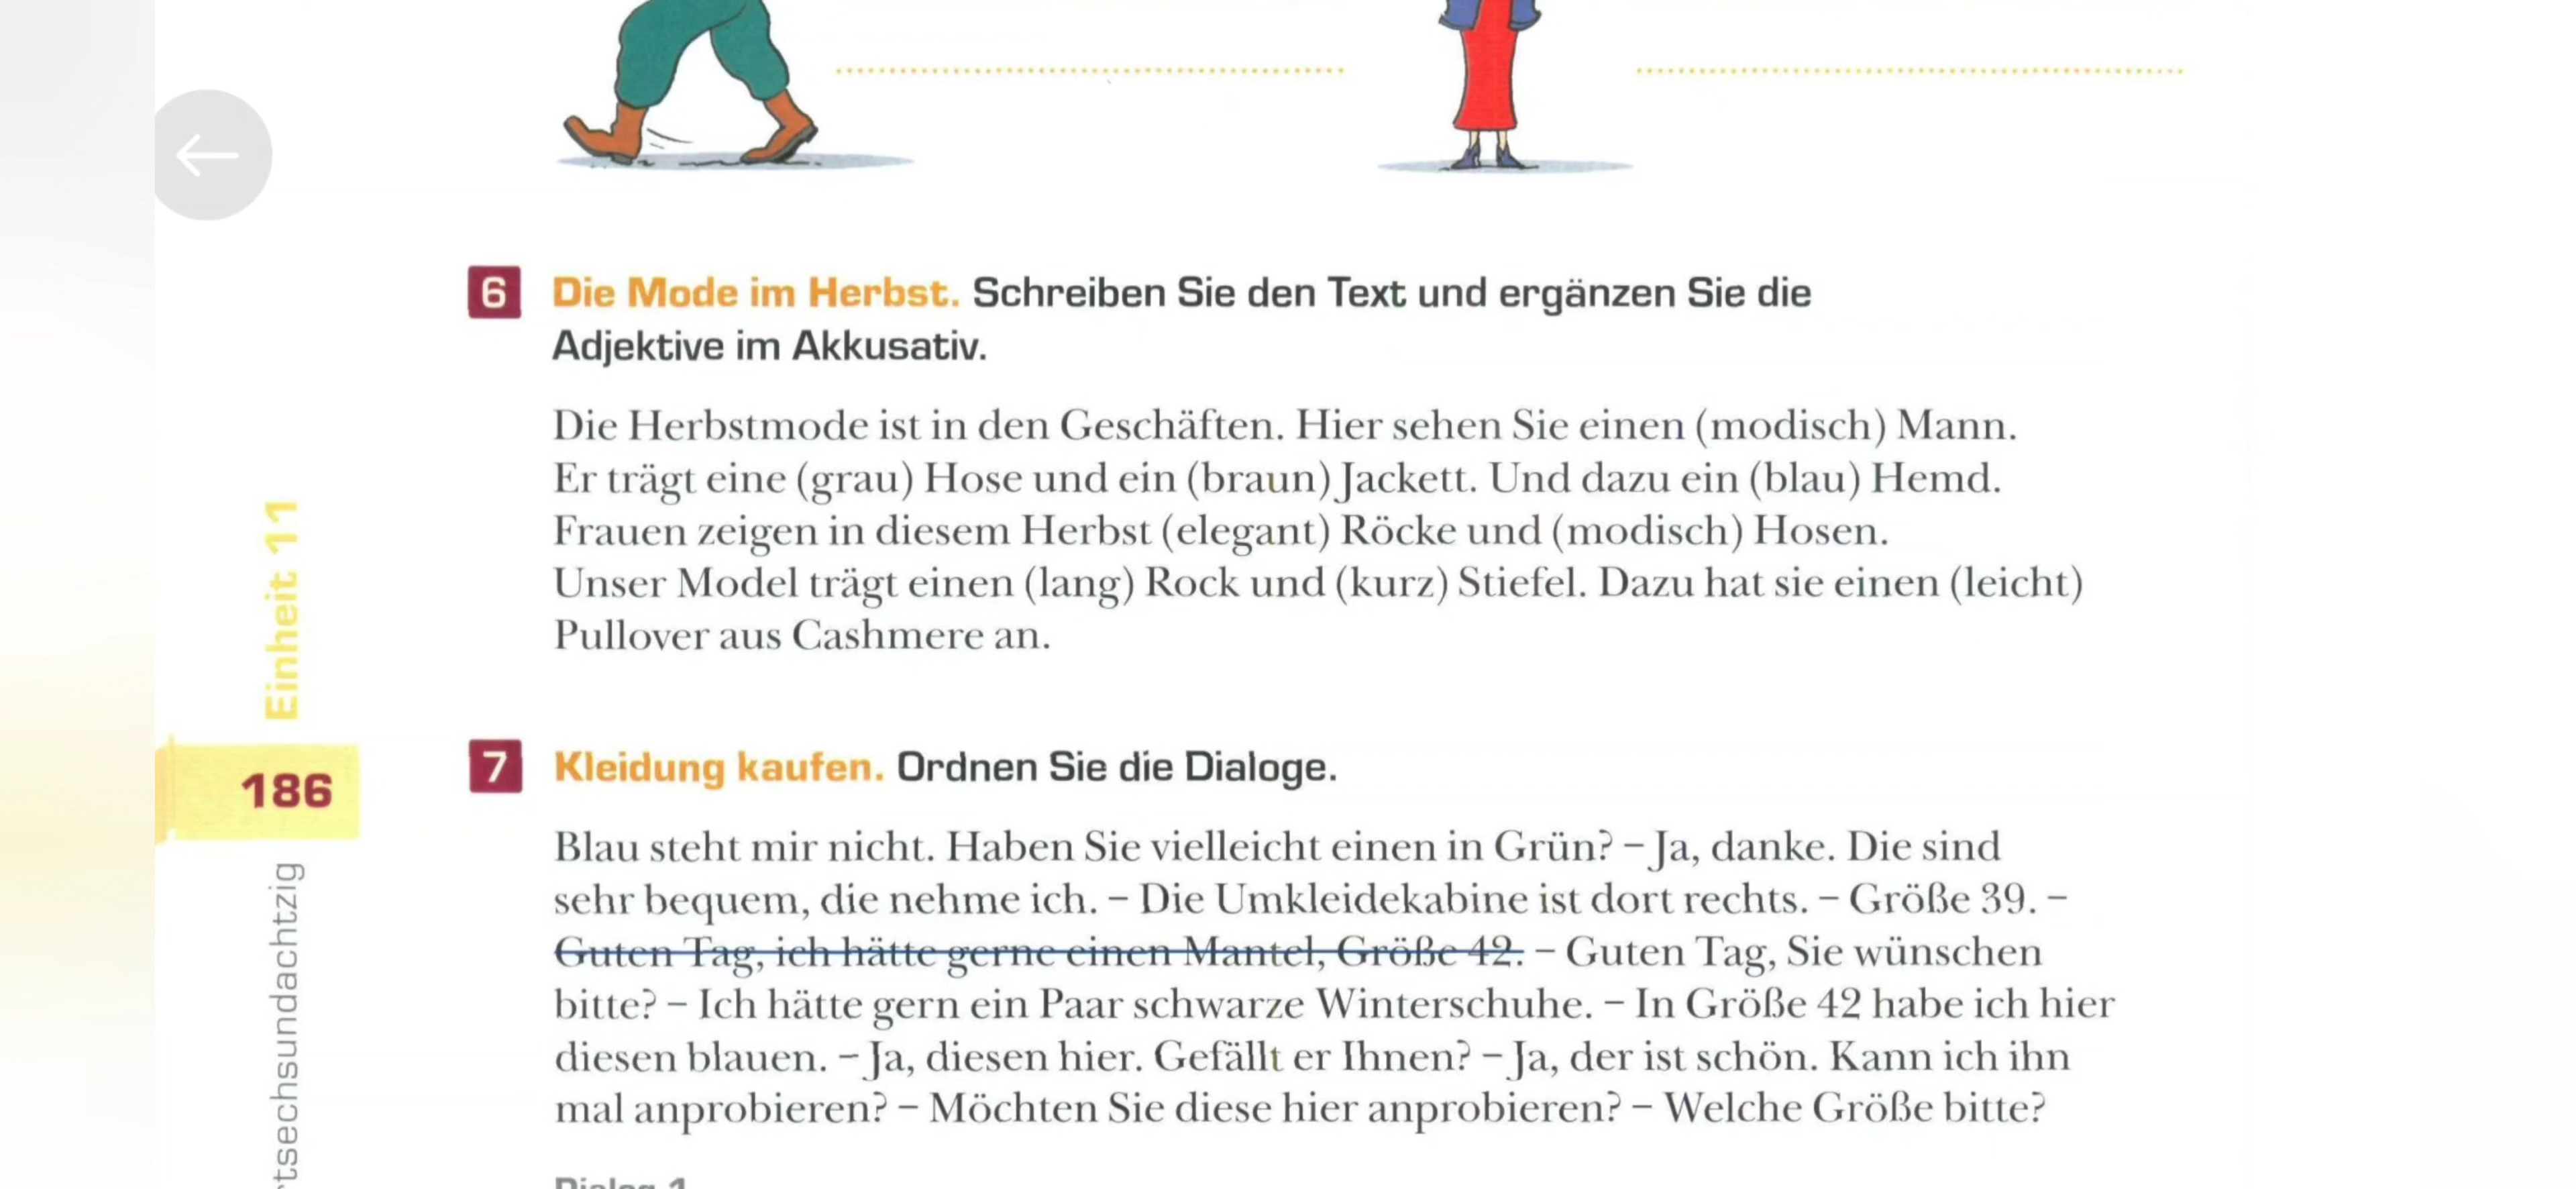 6 Die Mode im Herbst. Schreiben Sie den Text und ergänzen Sie die
Adjektive im Akkusativ.
Die Herbstmode ist in den Geschäften. Hier sehen Sie einen (modisch) Mann.
Er trägt eine (grau) Hose und ein (braun) Jackett. Und dazu ein (blau) Hemd.
Frauen zeigen in diesem Herbst (elegant) Röcke und (modisch) Hosen.
Unser Model trägt einen (lang) Rock und (kurz) Stiefel. Dazu hat sie einen (leicht)
Pullover aus Cashmere an.
Einheit 11
186
7 Kleidung kaufen. Ordnen Sie die Dialoge.
Blau steht mir nicht. Haben Sie vielleicht einen in Grün? – Ja, danke. Die sind
sehr bequem, die nehme ich. – Die Umkleidekabine ist dort rechts. – Größe 39. –
Guten Tag, ich hätte gerne einen Mantel, Größe 42. – Guten Tag, Sie wünschen
bitte? – Ich hätte gern ein Paar schwarze Winterschuhe. – In Größe 42 habe ich hier
diesen blauen. – Ja, diesen hier. Gefällt er Ihnen? – Ja, der ist schön. Kann ich ihn
mal anprobieren? – Möchten Sie diese hier anprobieren? – Welche Größe bitte?